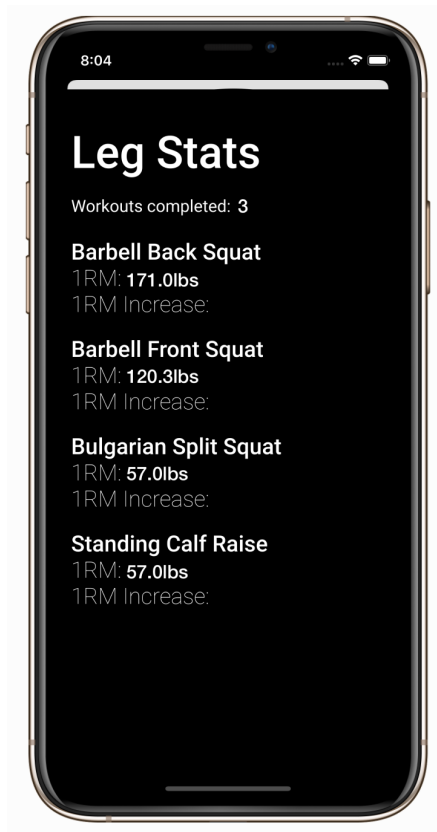 8:04
Leg Stats
Workouts completed: 3
Barbell Back Squat
1RM: 171.0lbs
1RM Increase:
Barbell Front Squat
1RM: 120.3lbs
1RM Increase:
Bulgarian Split Squat
1RM: 57.0lbs
1RM Increase:
Standing Calf Raise
1RM: 57.0lbs
1RM Increase: